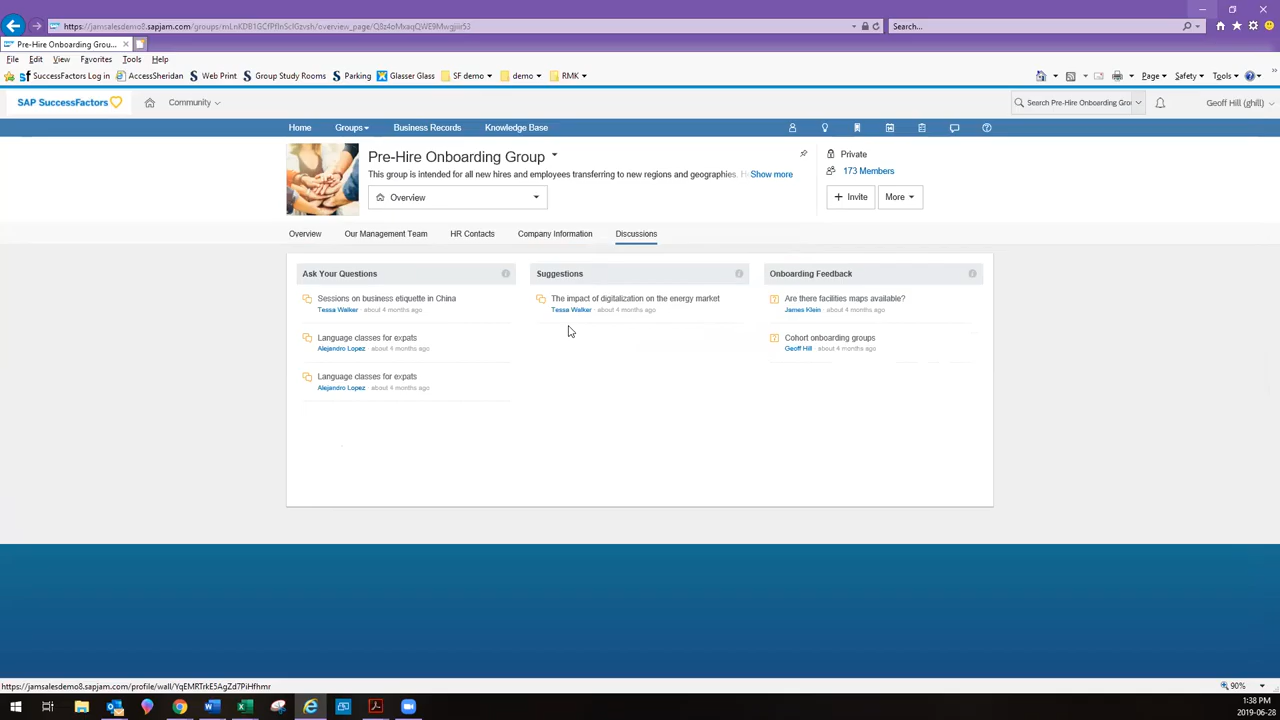 https://jamsalesdemo8.sapjam.com/groups/mLnKDB1GCfPfInSclGzvsh/overview_page/Q8z4oMxaqQWE9Mwgjiir53
Search...
Pre-Hire Onboarding Grou...
File Edit View Favorites Tools Help
SuccessFactors Log in AccessSheridan Web Print Group Study Rooms Parking Glasser Glass SF demo demo RMK
Page Safety Tools
SAP SuccessFactors
Community
Search Pre-Hire Onboarding Gro
Geoff Hill (ghill)
Home Groups Business Records Knowledge Base
Pre-Hire Onboarding Group
This group is intended for all new hires and employees transferring to new regions and geographies. H Show more
Overview
Private
173 Members
+ Invite More
Overview Our Management Team HR Contacts Company Information Discussions
Ask Your Questions
Sessions on business etiquette in China
Tessa Walker · about 4 months ago
Language classes for expats
Alejandro Lopez · about 4 months ago
Language classes for expats
Alejandro Lopez · about 4 months ago
Suggestions
The impact of digitalization on the energy market
Tessa Walker · about 4 months ago
Onboarding Feedback
Are there facilities maps available?
James Klein · about 4 months ago
Cohort onboarding groups
Geoff Hill · about 4 months ago
https://jamsalesdemo8.sapjam.com/profile/wall/YqEMRTrkE5AgZd7PiHfhmr
90%
1:38 PM
2019-06-28